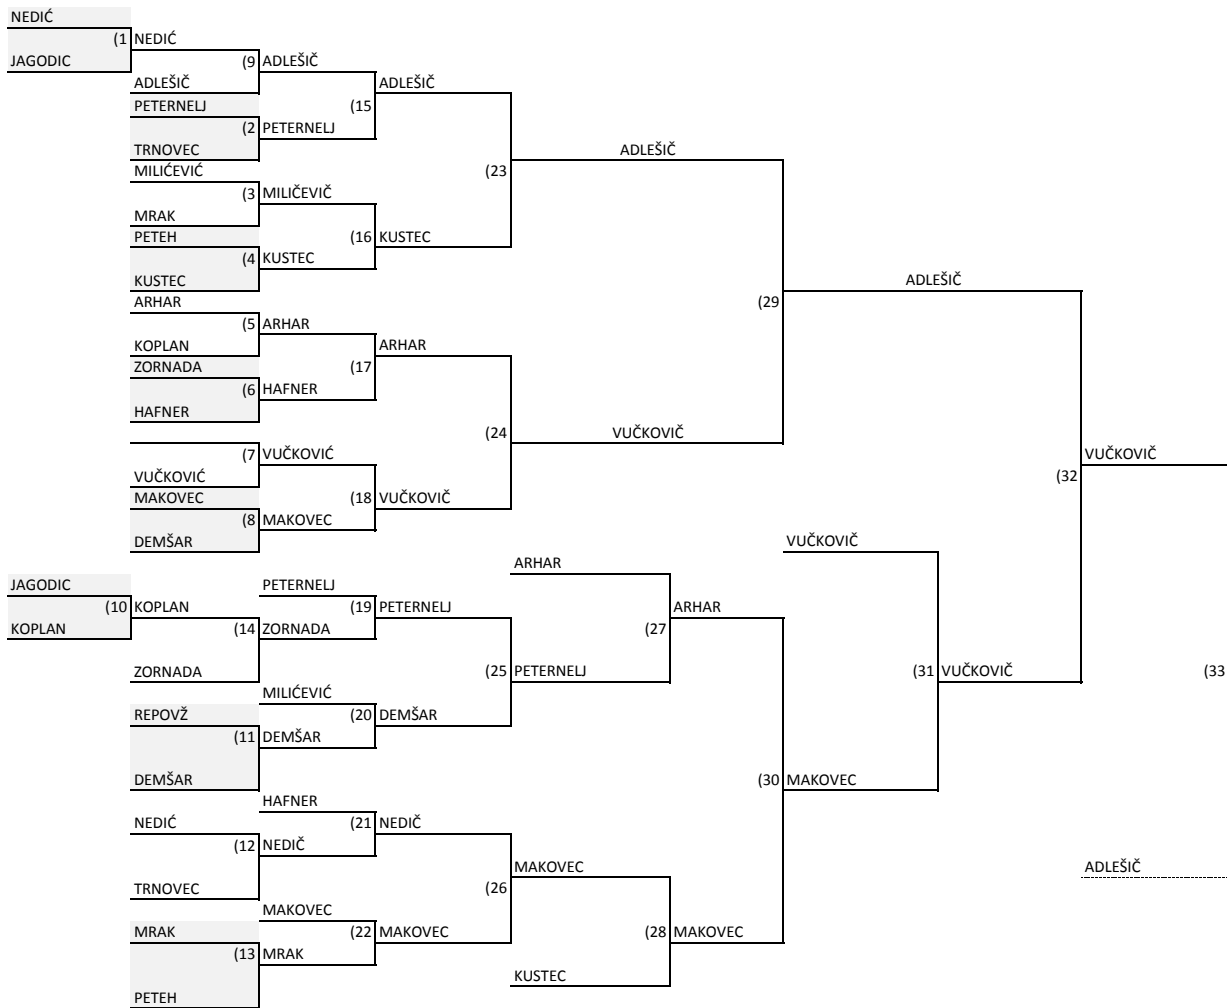 NEDIĆ
(1 NEDIĆ
JAGODIC
(9 ADLEŠIČ
ADLEŠIČ
ADLEŠIČ
PETERNELJ
(15
(2 PETERNELJ
TRNOVEC
ADLEŠIČ
MILIĆEVIĆ
(23
(3 MILIČEVIČ
MRAK
PETEH
(16 KUSTEC
(4 KUSTEC
KUSTEC
ADLEŠIČ
ARHAR
(29
(5 ARHAR
KOPLAN
ARHAR
ZORNADA
(17
(6 HAFNER
HAFNER
(24
VUČKOVIČ
(7 VUČKOVIĆ
VUČKOVIČ
VUČKOVIĆ
(32
MAKOVEC
(18 VUČKOVIČ
(8 MAKOVEC
DEMŠAR
VUČKOVIČ
ARHAR
JAGODIC
PETERNELJ
(10 KOPLAN
(19 PETERNELJ
ARHAR
KOPLAN
(14 ZORNADA
(27
ZORNADA
(25 PETERNELJ
(31 VUČKOVIČ
(33
MILIĆEVIĆ
REPOVŽ
(20 DEMŠAR
(11 DEMŠAR
DEMŠAR
(30 MAKOVEC
HAFNER
NEDIĆ
(21 NEDIČ
(12 NEDIČ
MAKOVEC
ADLEŠIČ
TRNOVEC
(26
MAKOVEC
MRAK
(22 MAKOVEC
(28 MAKOVEC
(13 MRAK
KUSTEC
PETEH